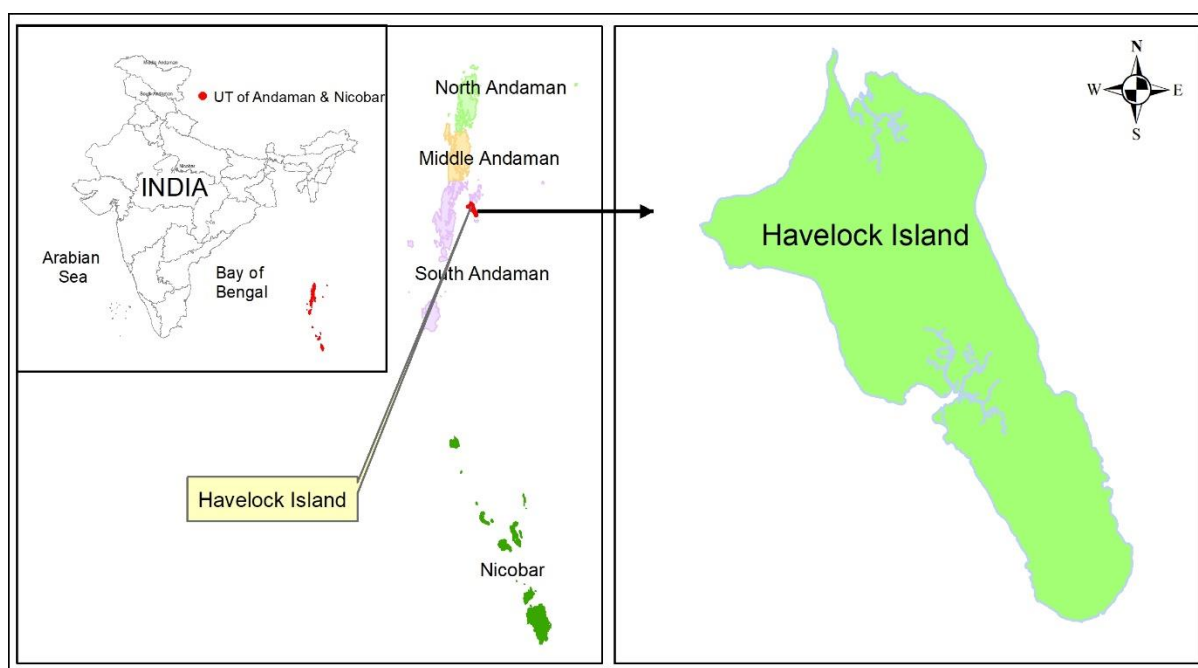 UT of Andaman & Nicobar
INDIA
Arabian
Sea
Bay of
Bengal
North Andaman
Middle Andaman
South Andaman
Havelock Island
Nicobar
N
W
E
S
Havelock Island